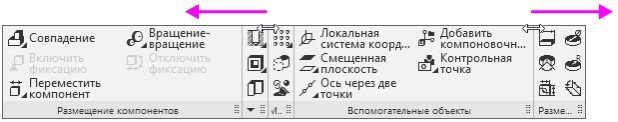 Совпадение
Включить
фиксацию
Переместить
компонент
Вращение-
вращение
Отключить
фиксацию
Размещение компонентов
Локальная
система коорд...
Смещенная
плоскость
Ось через две
точки
Добавить
компоновочн...
Контрольная
точка
Вспомогательные объекты
Разме...